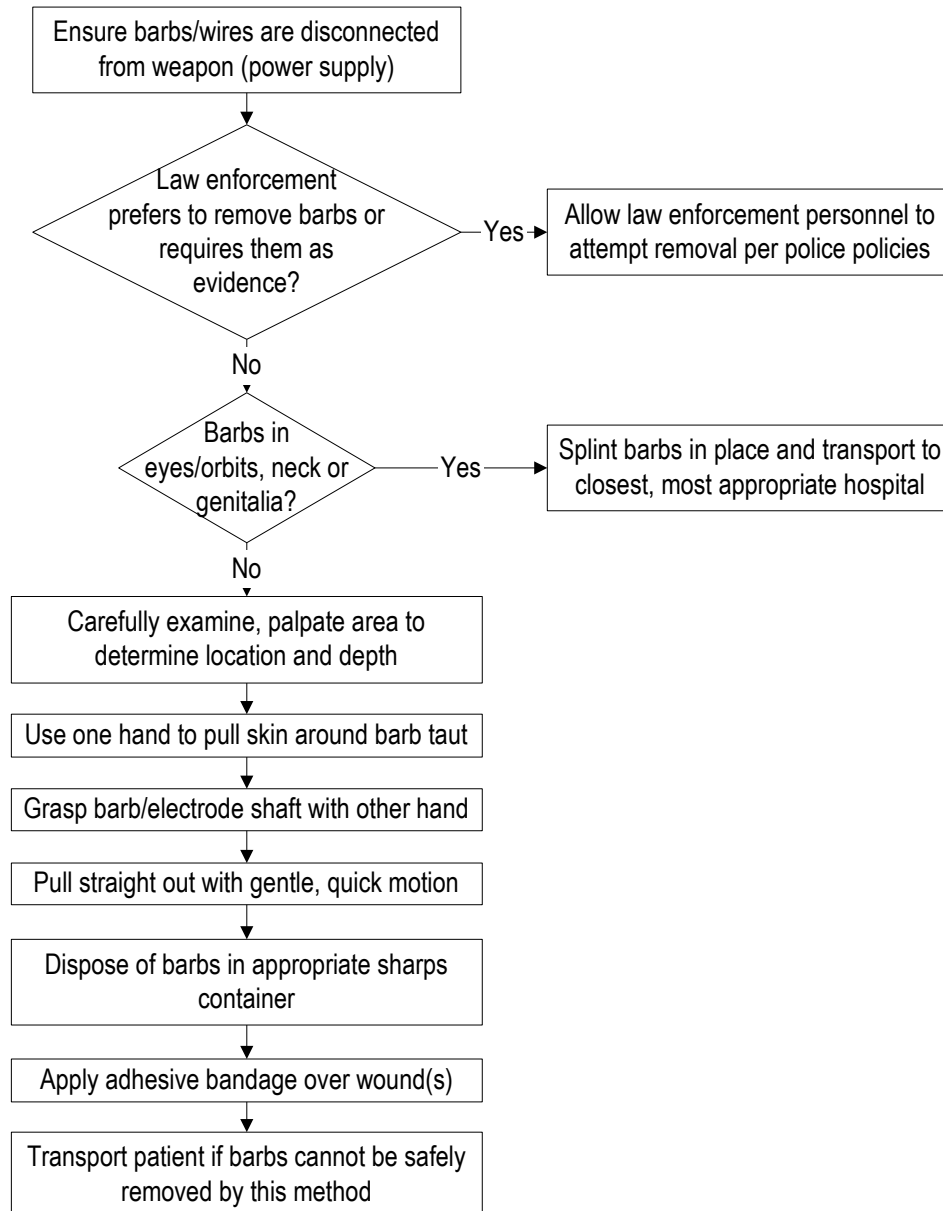 Ensure barbs/wires are disconnected
from weapon (power supply)
Law enforcement
prefers to remove barbs or
requires them as
evidence?
Yes
Allow law enforcement personnel to
attempt removal per police policies
No
Barbs in
eyes/orbits, neck or
genitalia?
Yes
Splint barbs in place and transport to
closest, most appropriate hospital
No
Carefully examine, palpate area to
determine location and depth
Use one hand to pull skin around barb taut
Grasp barb/electrode shaft with other hand
Pull straight out with gentle, quick motion
Dispose of barbs in appropriate sharps
container
Apply adhesive bandage over wound(s)
Transport patient if barbs cannot be safely
removed by this method